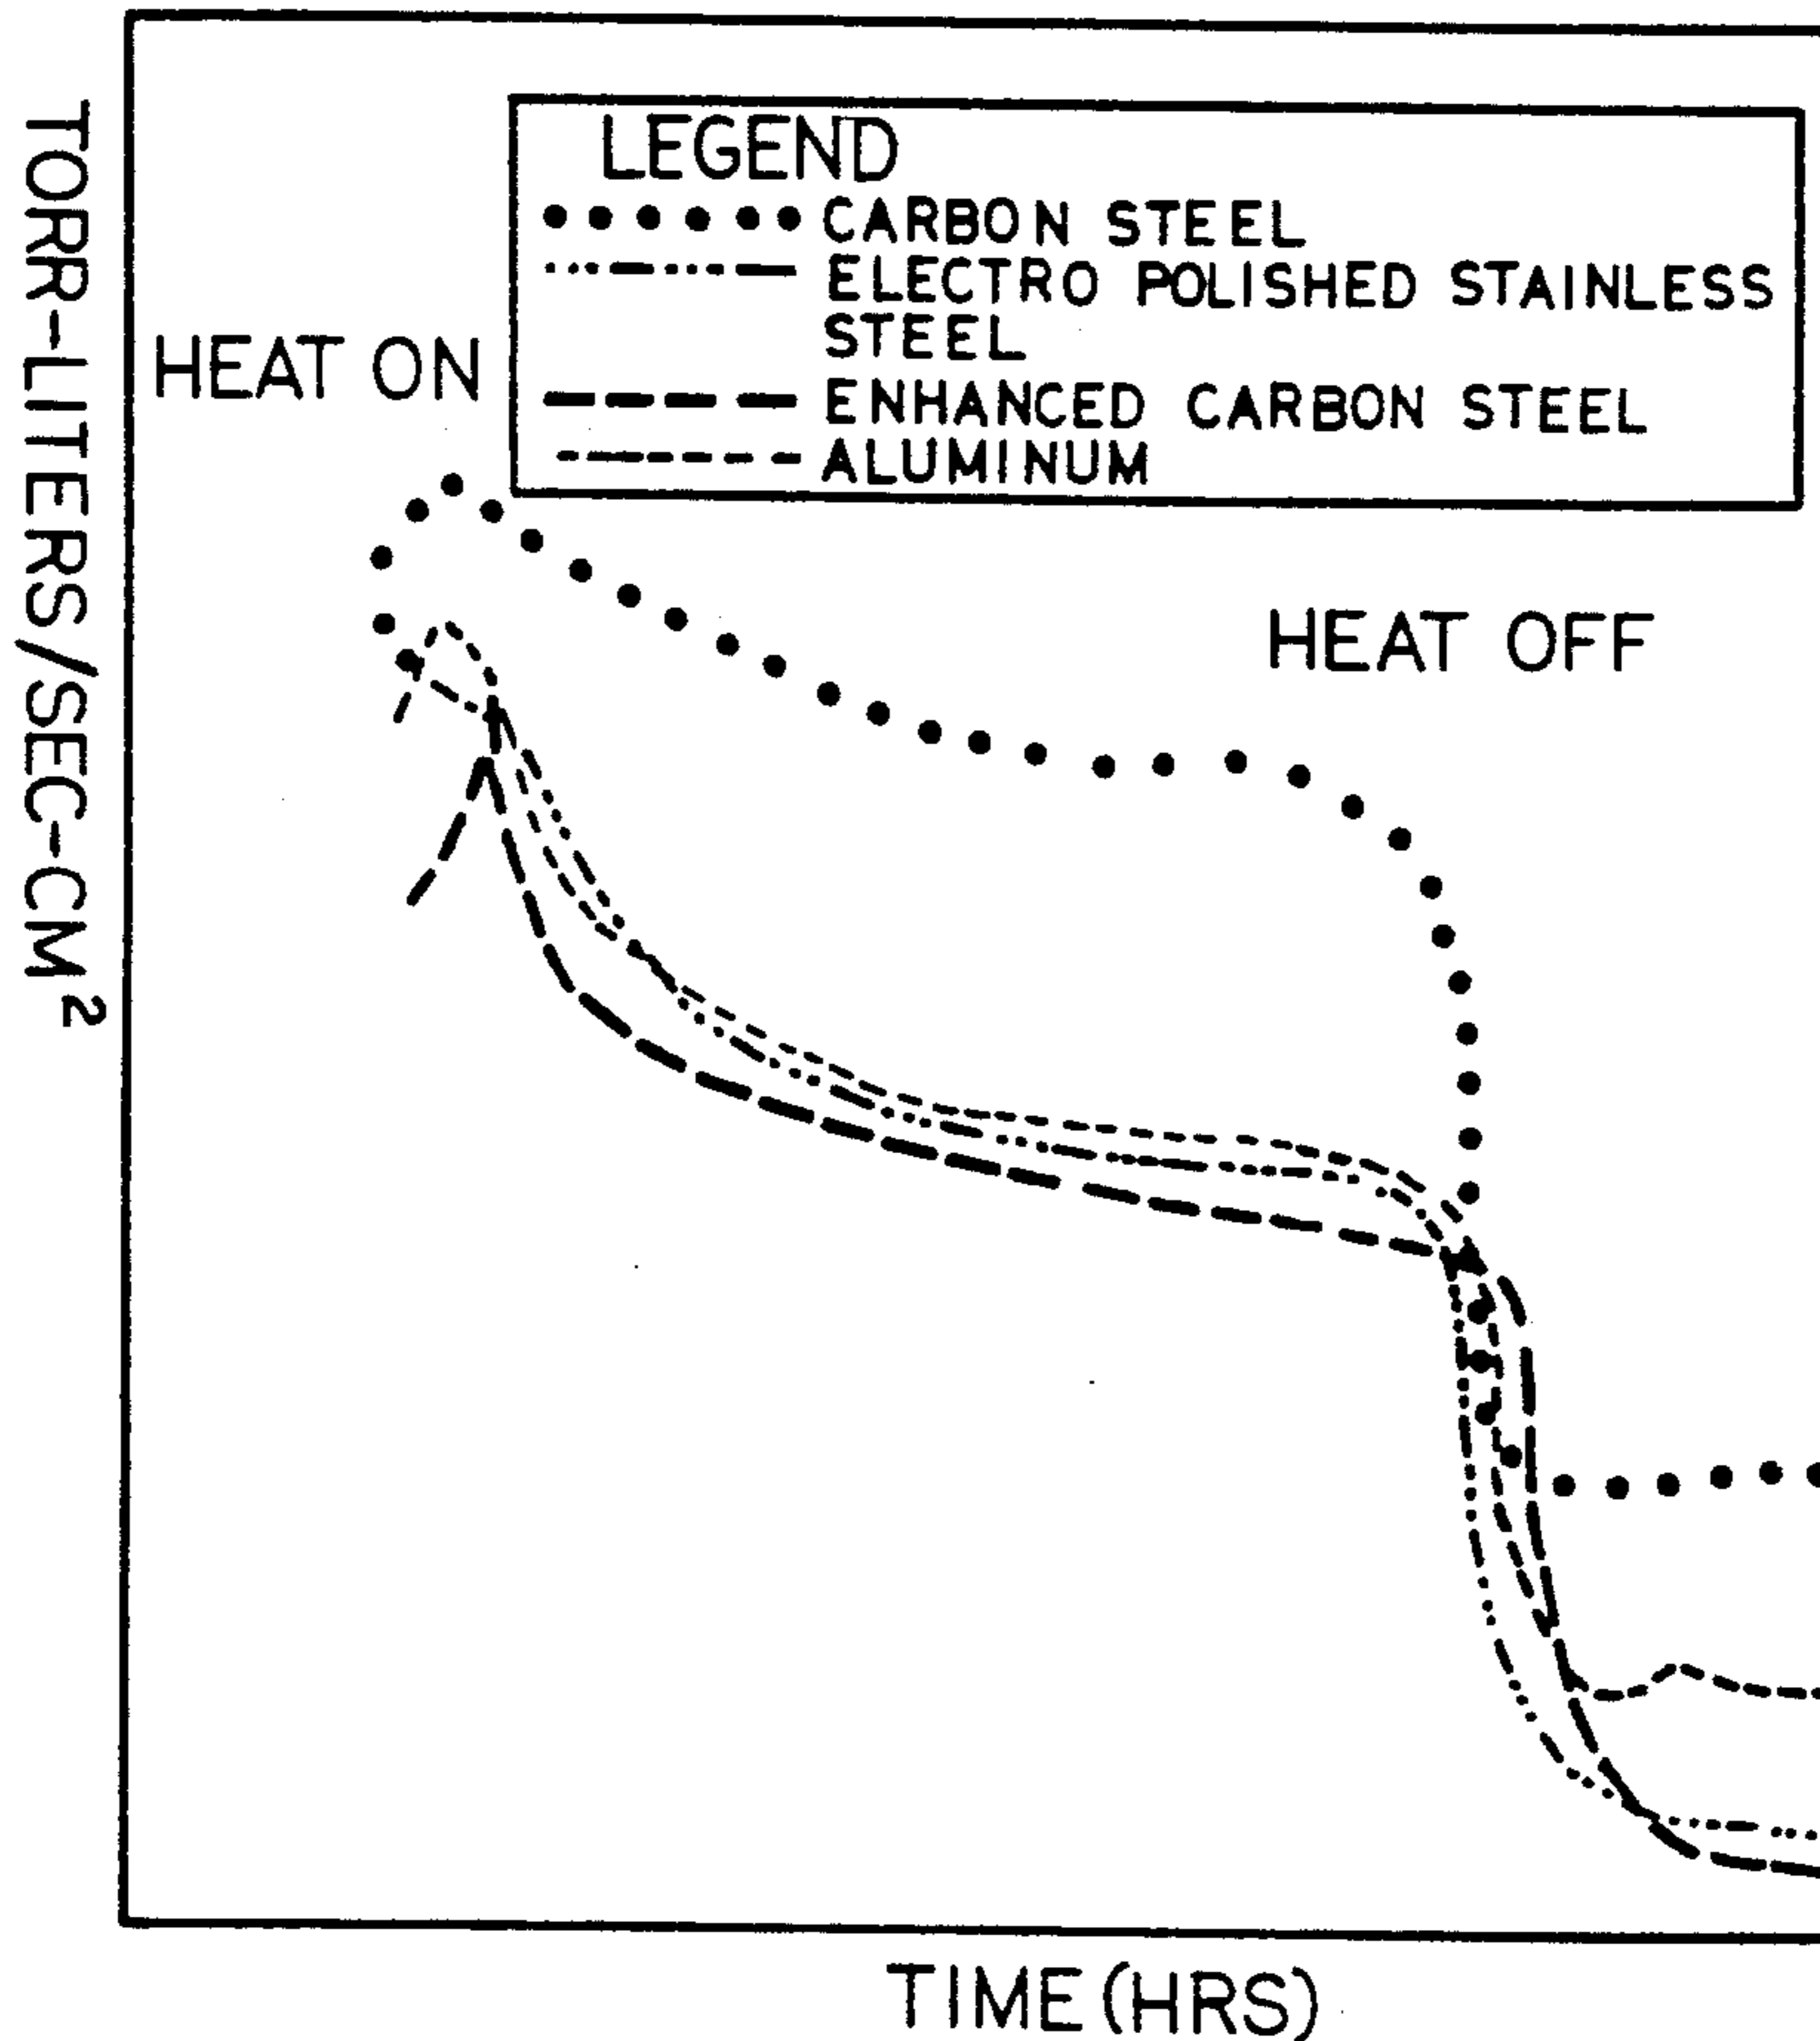 TORR-LITERS/SEC-CM2
HEAT ON
LEGEND
CARBON STEEL
ELECTRO POLISHED STAINLESS
STEEL
ENHANCED CARBON STEEL
ALUMINUM
HEAT OFF
TIME (HRS)